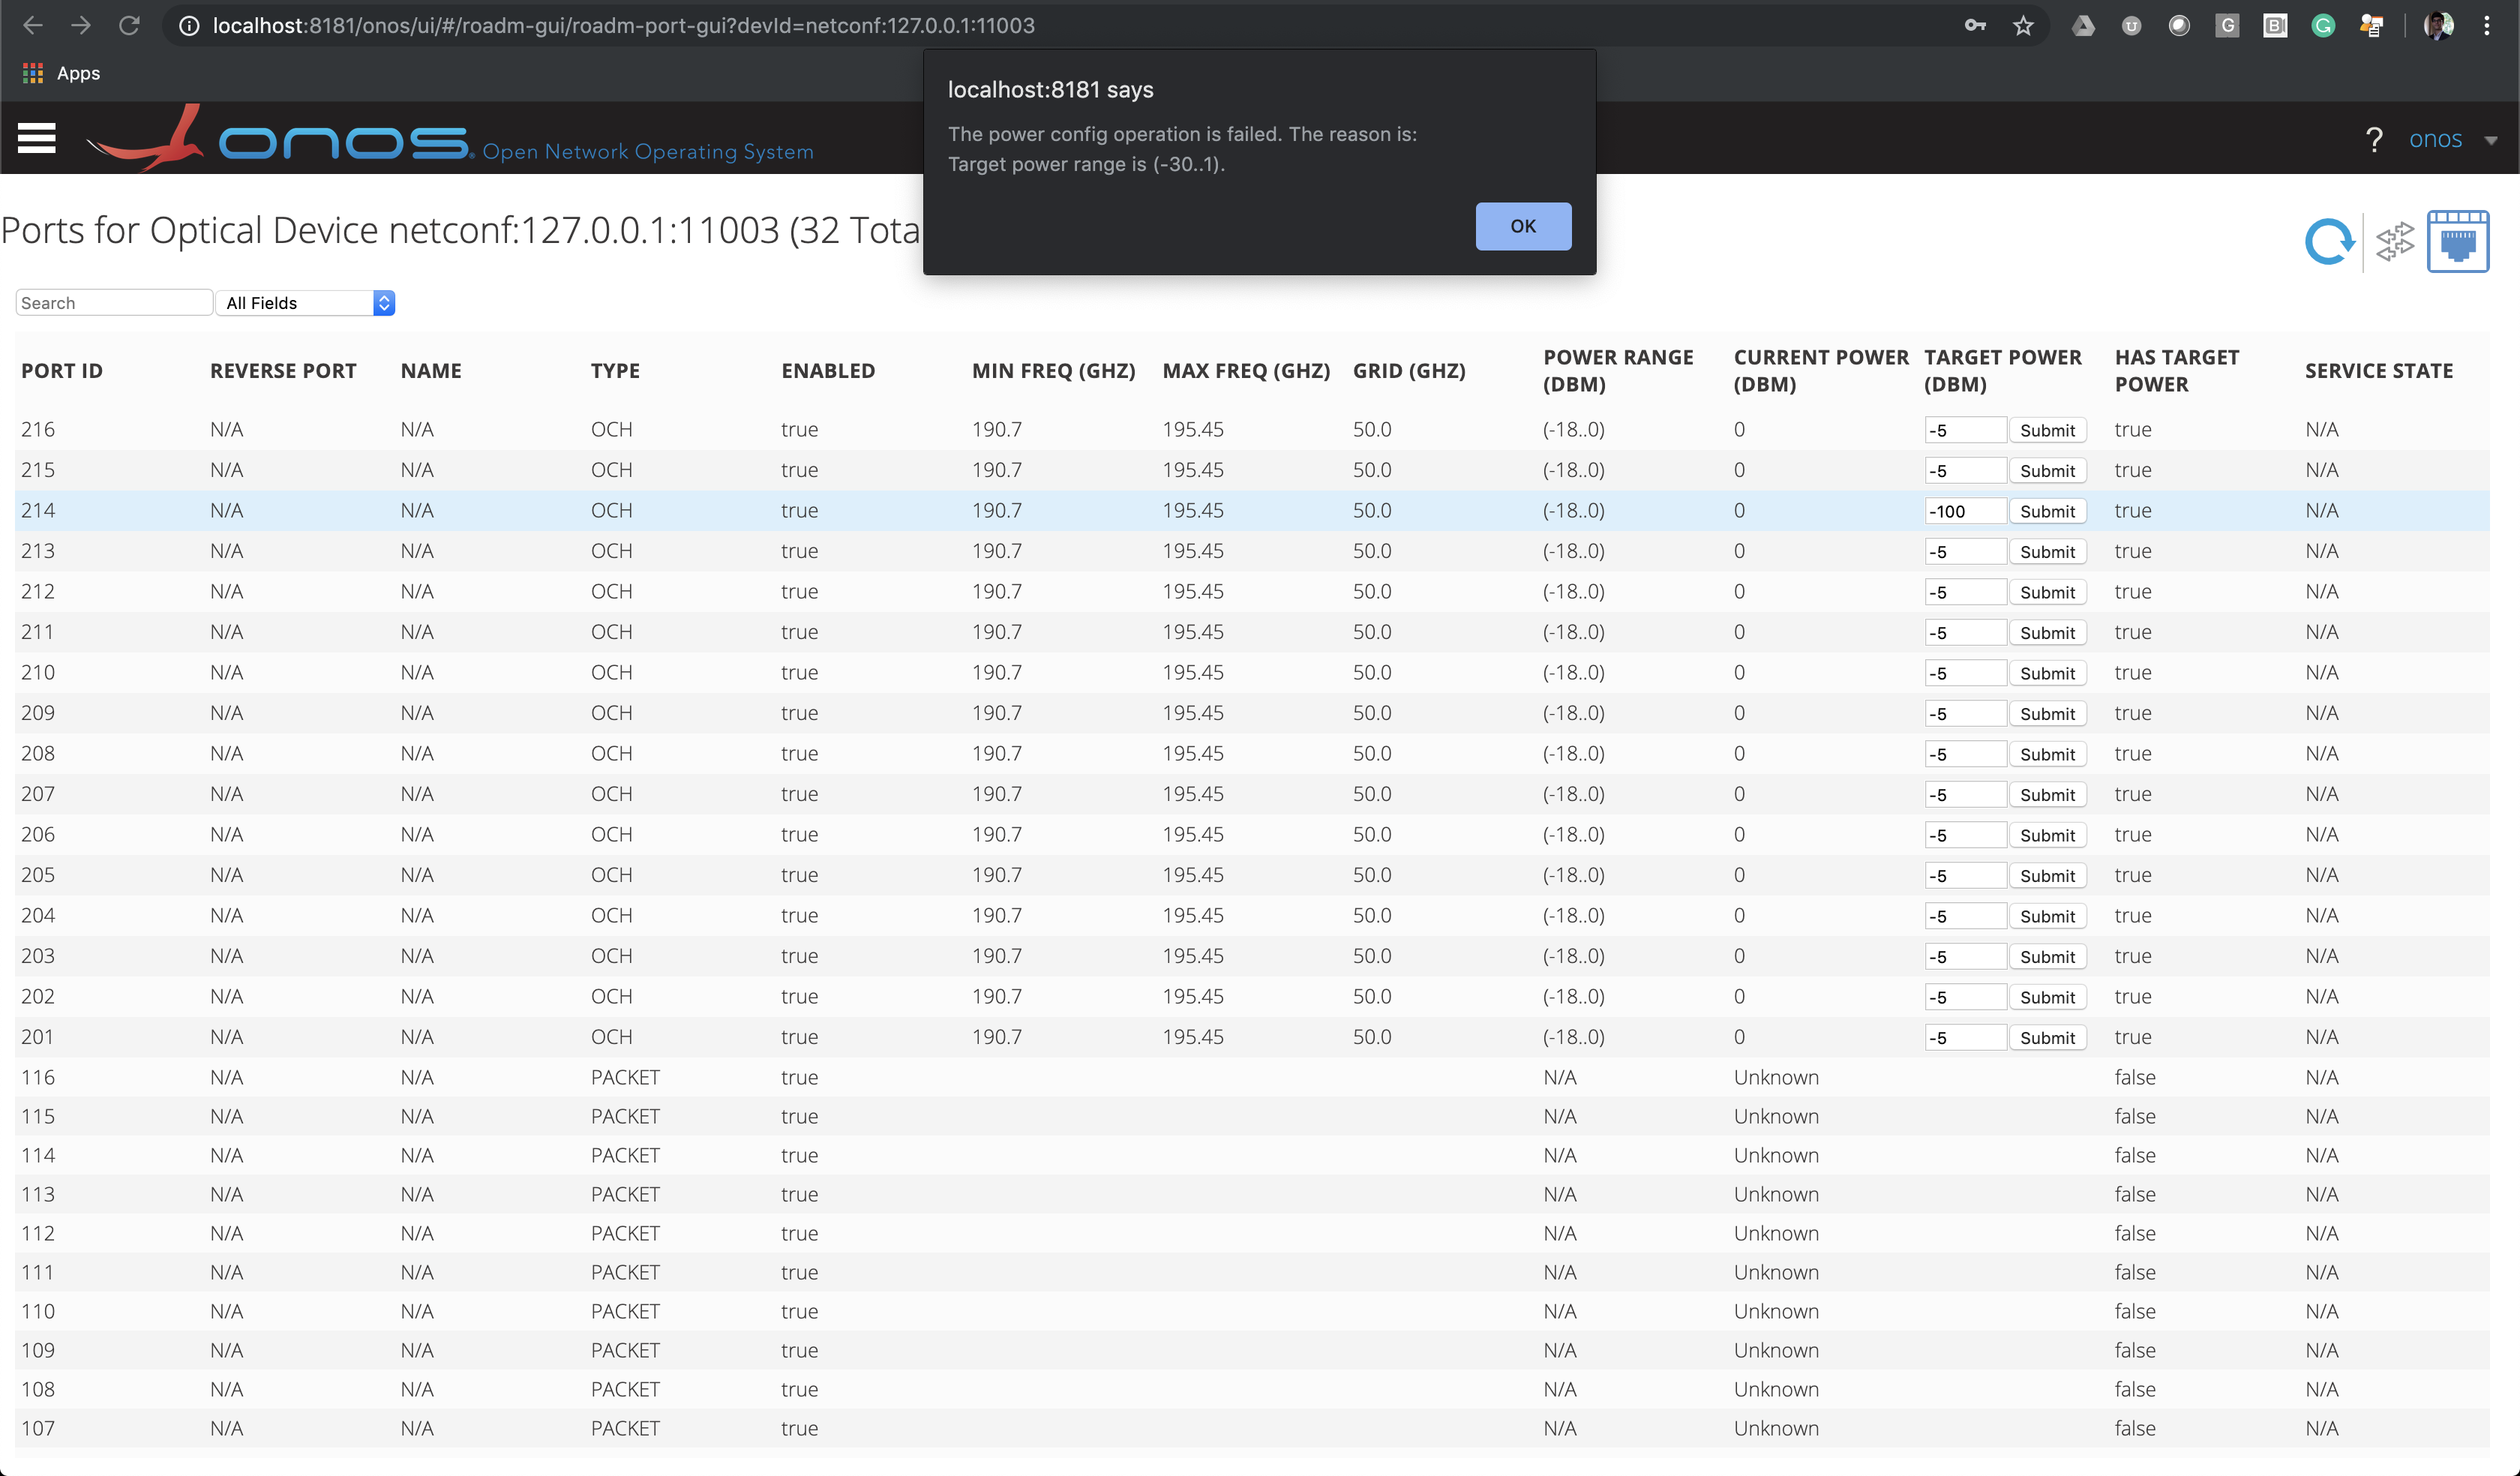 localhost:8181/onos/ui/#/roadm-gui/roadm-port-gui?devId=netconf:127.0.0.1:11003
Apps
localhost:8181 says
The power config operation is failed. The reason is:
Target power range is (-30..1).
OK
onos Open Network Operating System
? onos
Ports for Optical Device netconf:127.0.0.1:11003 (32 Tota
Search All Fields
PORT ID REVERSE PORT NAME TYPE ENABLED MIN FREQ (GHZ) MAX FREQ (GHZ) GRID (GHZ) POWER RANGE (DBM) CURRENT POWER (DBM) TARGET POWER (DBM) HAS TARGET POWER SERVICE STATE
216 N/A N/A OCH true 190.7 195.45 50.0 (-18..0) 0 -5 Submit true N/A
215 N/A N/A OCH true 190.7 195.45 50.0 (-18..0) 0 -5 Submit true N/A
214 N/A N/A OCH true 190.7 195.45 50.0 (-18..0) 0 -100 Submit true N/A
213 N/A N/A OCH true 190.7 195.45 50.0 (-18..0) 0 -5 Submit true N/A
212 N/A N/A OCH true 190.7 195.45 50.0 (-18..0) 0 -5 Submit true N/A
211 N/A N/A OCH true 190.7 195.45 50.0 (-18..0) 0 -5 Submit true N/A
210 N/A N/A OCH true 190.7 195.45 50.0 (-18..0) 0 -5 Submit true N/A
209 N/A N/A OCH true 190.7 195.45 50.0 (-18..0) 0 -5 Submit true N/A
208 N/A N/A OCH true 190.7 195.45 50.0 (-18..0) 0 -5 Submit true N/A
207 N/A N/A OCH true 190.7 195.45 50.0 (-18..0) 0 -5 Submit true N/A
206 N/A N/A OCH true 190.7 195.45 50.0 (-18..0) 0 -5 Submit true N/A
205 N/A N/A OCH true 190.7 195.45 50.0 (-18..0) 0 -5 Submit true N/A
204 N/A N/A OCH true 190.7 195.45 50.0 (-18..0) 0 -5 Submit true N/A
203 N/A N/A OCH true 190.7 195.45 50.0 (-18..0) 0 -5 Submit true N/A
202 N/A N/A OCH true 190.7 195.45 50.0 (-18..0) 0 -5 Submit true N/A
201 N/A N/A OCH true 190.7 195.45 50.0 (-18..0) 0 -5 Submit true N/A
116 N/A N/A PACKET true N/A Unknown false N/A
115 N/A N/A PACKET true N/A Unknown false N/A
114 N/A N/A PACKET true N/A Unknown false N/A
113 N/A N/A PACKET true N/A Unknown false N/A
112 N/A N/A PACKET true N/A Unknown false N/A
111 N/A N/A PACKET true N/A Unknown false N/A
110 N/A N/A PACKET true N/A Unknown false N/A
109 N/A N/A PACKET true N/A Unknown false N/A
108 N/A N/A PACKET true N/A Unknown false N/A
107 N/A N/A PACKET true N/A Unknown false N/A